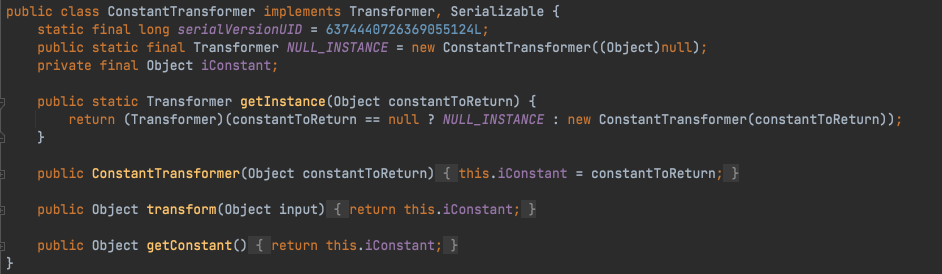 public class ConstantTransformer implements Transformer, Serializable {
    static final long serialVersionUID = 6374440726369055124L;
    public static final Transformer NULL_INSTANCE = new ConstantTransformer((Object)null);
    private final Object iConstant;

    public static Transformer getInstance(Object constantToReturn) {
        return (Transformer)(constantToReturn == null ? NULL_INSTANCE : new ConstantTransformer(constantToReturn));
    }

    public ConstantTransformer(Object constantToReturn) { this.iConstant = constantToReturn; }

    public Object transform(Object input) { return this.iConstant; }

    public Object getConstant() { return this.iConstant; }
}